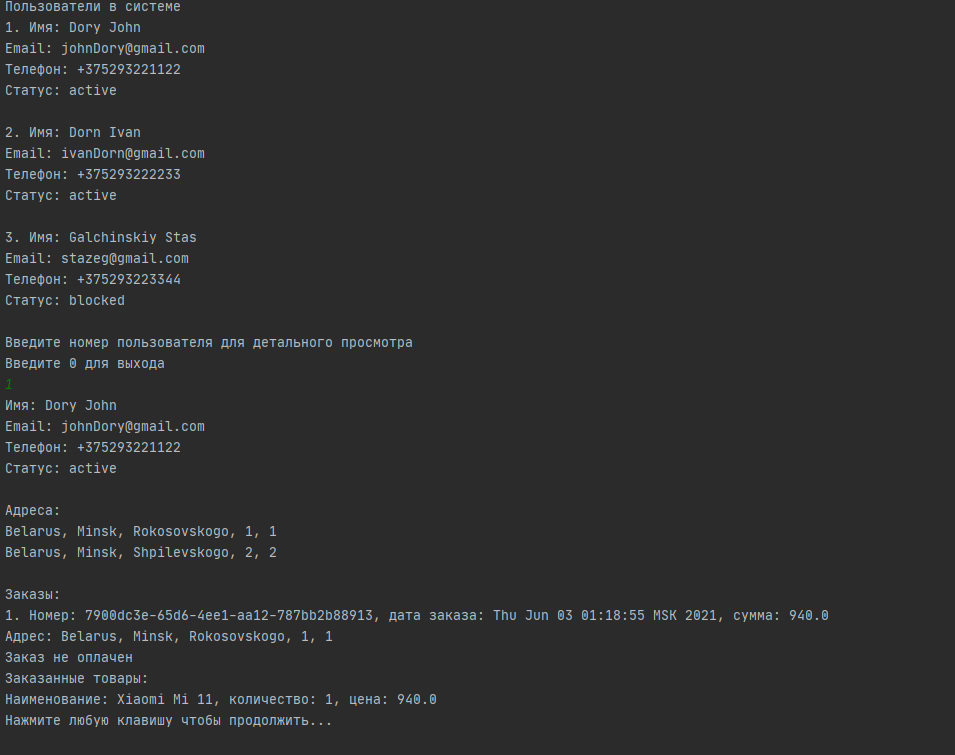 Пользователи в системе
1. Имя: Dory John
Email: johnDory@gmail.com
Телефон: +375293221122
Статус: active
2. Имя: Dorn Ivan
Email: ivanDorn@gmail.com
Телефон: +375293222233
Статус: active
3. Имя: Galchinskiy Stas
Email: stazeg@gmail.com
Телефон: +375293223344
Статус: blocked
Введите номер пользователя для детального просмотра
Введите 0 для выхода
1
Имя: Dory John
Email: johnDory@gmail.com
Телефон: +375293221122
Статус: active
Адреса:
Belarus, Minsk, Rokosovskogo, 1, 1
Belarus, Minsk, Shpilevskogo, 2, 2
Заказы:
1. Номер: 7900dc3e-65d6-4ee1-aa12-787bb2b88913, дата заказа: Thu Jun 03 01:18:55 MSK 2021, сумма: 940.0
Адрес: Belarus, Minsk, Rokosovskogo, 1, 1
Заказ не оплачен
Заказанные товары:
Наименование: Xiaomi Mi 11, количество: 1, цена: 940.0
Нажмите любую клавишу чтобы продолжить...